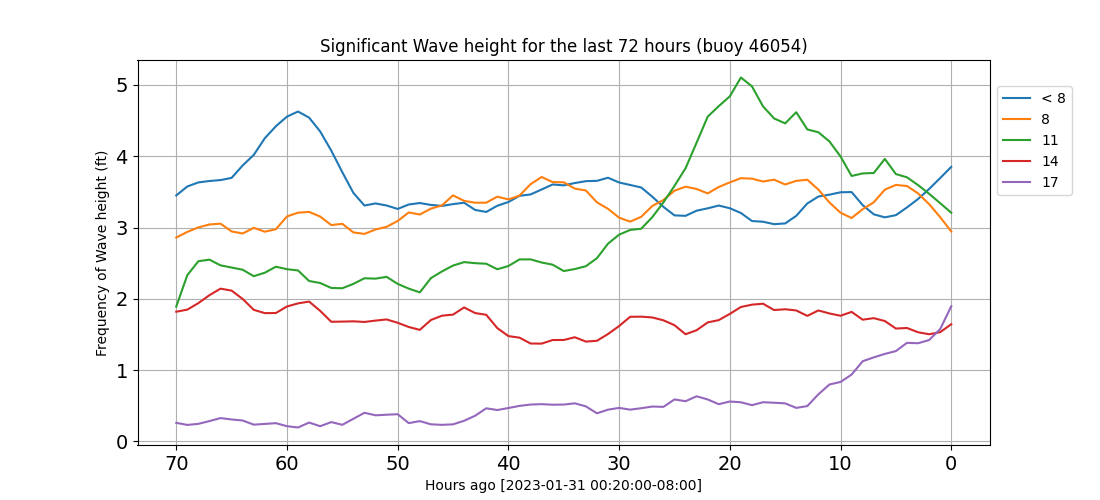 Significant Wave height for the last 72 hours (buoy 46054)
Frequency of Wave height (ft)
5
4
3
2
1
0
70 60 50 40 30 20 10 0
Hours ago [2023-01-31 00:20:00-08:00]
< 8
8
11
14
17